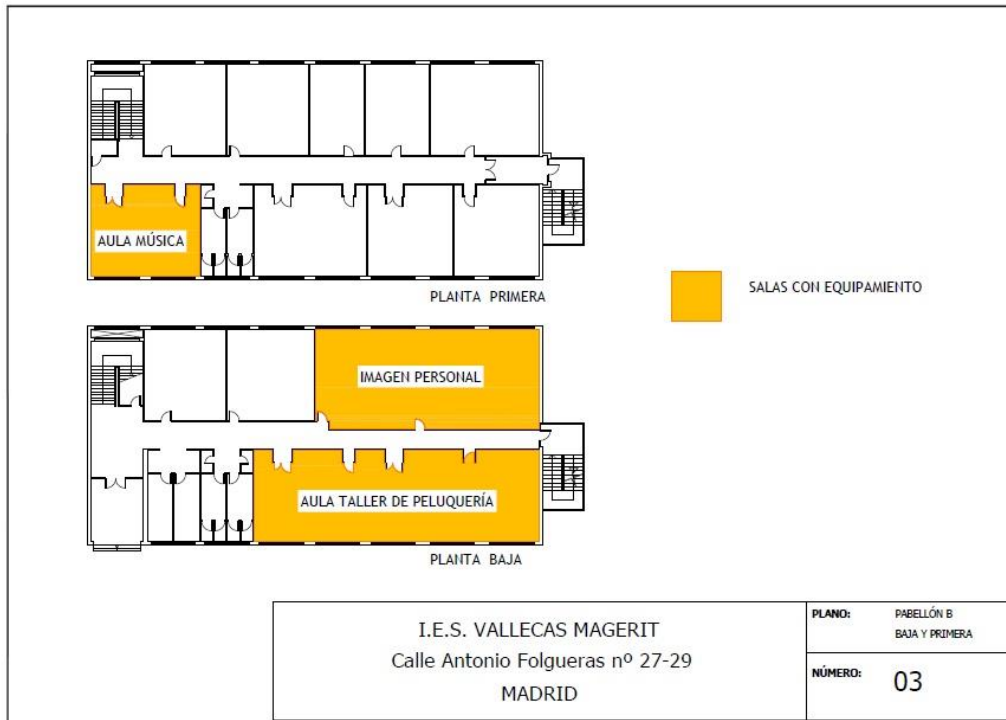 AULA MÚSICA
PLANTA PRIMERA
SALAS CON EQUIPAMIENTO
IMAGEN PERSONAL
AULA TALLER DE PELUQUERÍA
PLANTA BAJA
I.E.S. VALLECAS MAGERIT
Calle Antonio Folgueras nº 27-29
MADRID
PLANO: PABELLÓN B
BAJA Y PRIMERA
NÚMERO: 03